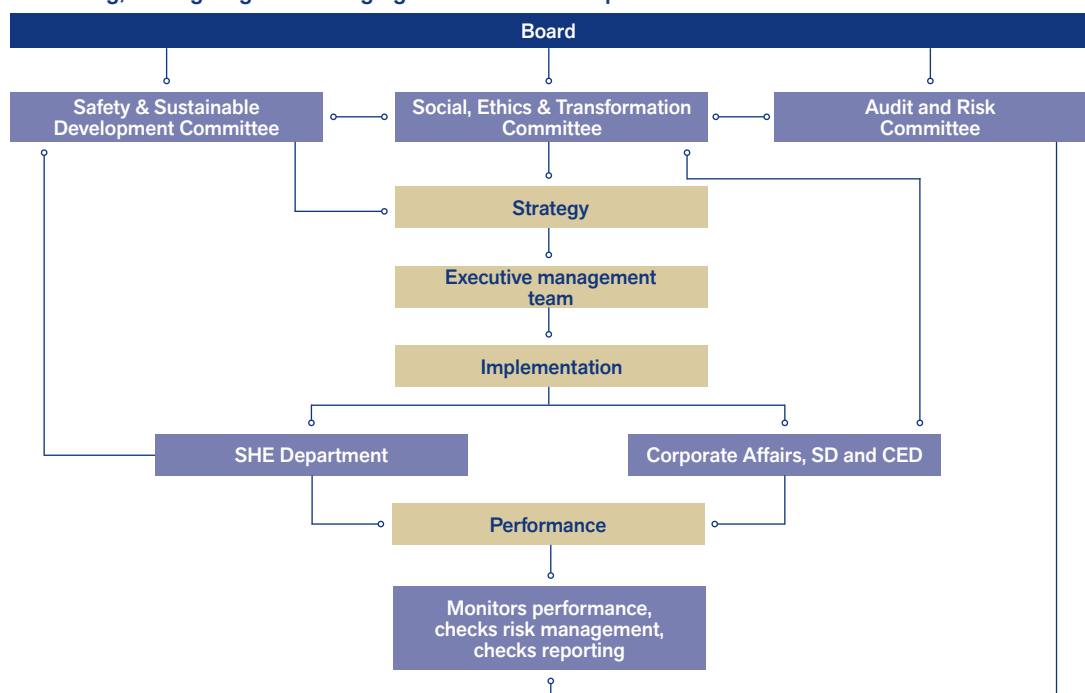 Board
Safety & Sustainable
Development Committee
Social, Ethics & Transformation
Committee
Audit and Risk
Committee
Strategy
Executive management
team
Implementation
SHE Department
Corporate Affairs, SD and CED
Performance
Monitors performance,
checks risk management,
checks reporting